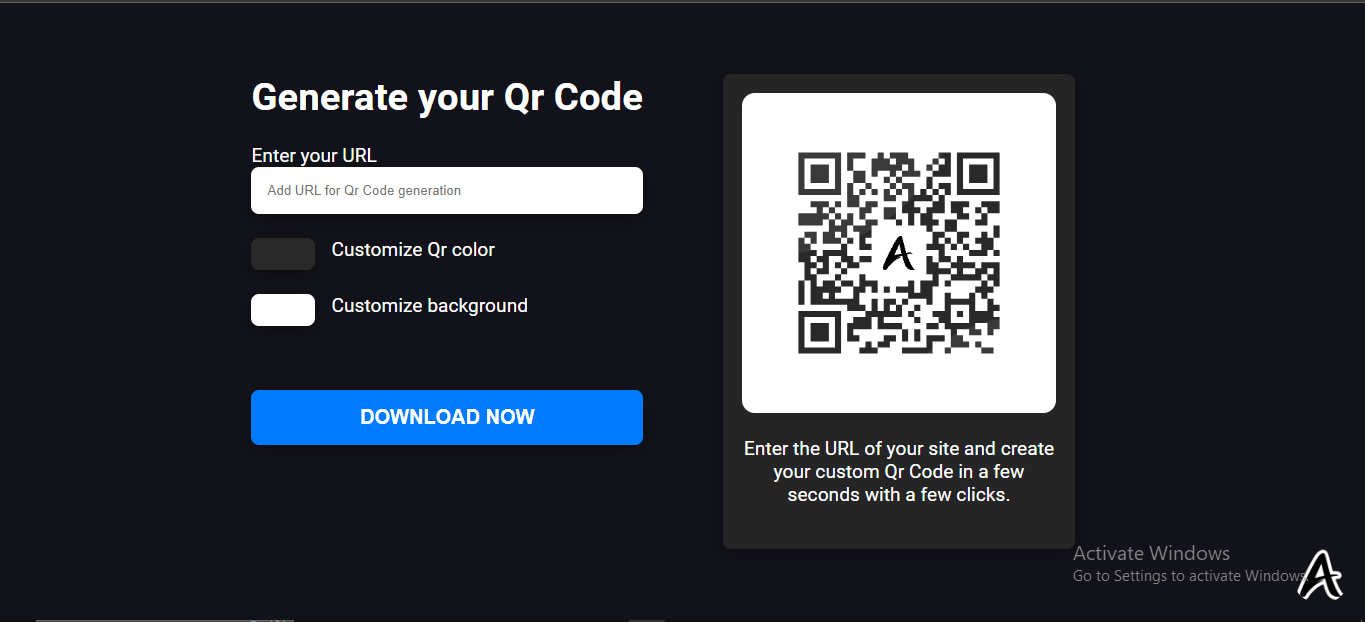 Generate your Qr Code
Enter your URL
Add URL for Qr Code generation
Customize Qr color
Customize background
DOWNLOAD NOW
A
Enter the URL of your site and create
your custom Qr Code in a few
seconds with a few clicks.
Activate Windows
Go to Settings to activate Windows.
A